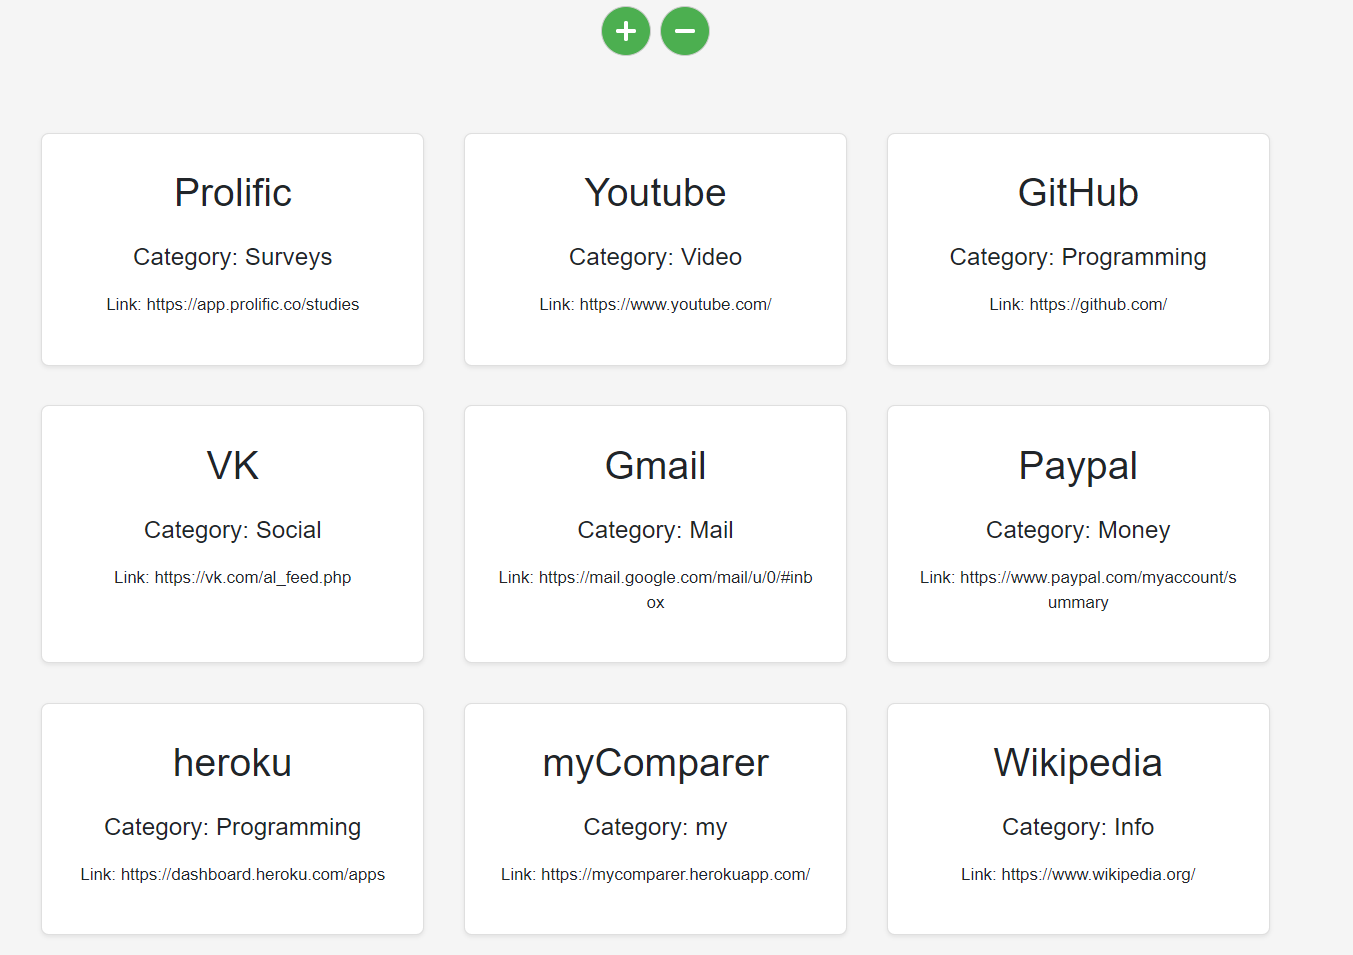 Prolific
Category: Surveys
Link: https://app.prolific.co/studies
Youtube
Category: Video
Link: https://www.youtube.com/
GitHub
Category: Programming
Link: https://github.com/
VK
Category: Social
Link: https://vk.com/al_feed.php
Gmail
Category: Mail
Link: https://mail.google.com/mail/u/0/#inb
ox
Paypal
Category: Money
Link: https://www.paypal.com/myaccount/s
ummary
heroku
Category: Programming
Link: https://dashboard.heroku.com/apps
myComparer
Category: my
Link: https://mycomparer.herokuapp.com/
Wikipedia
Category: Info
Link: https://www.wikipedia.org/